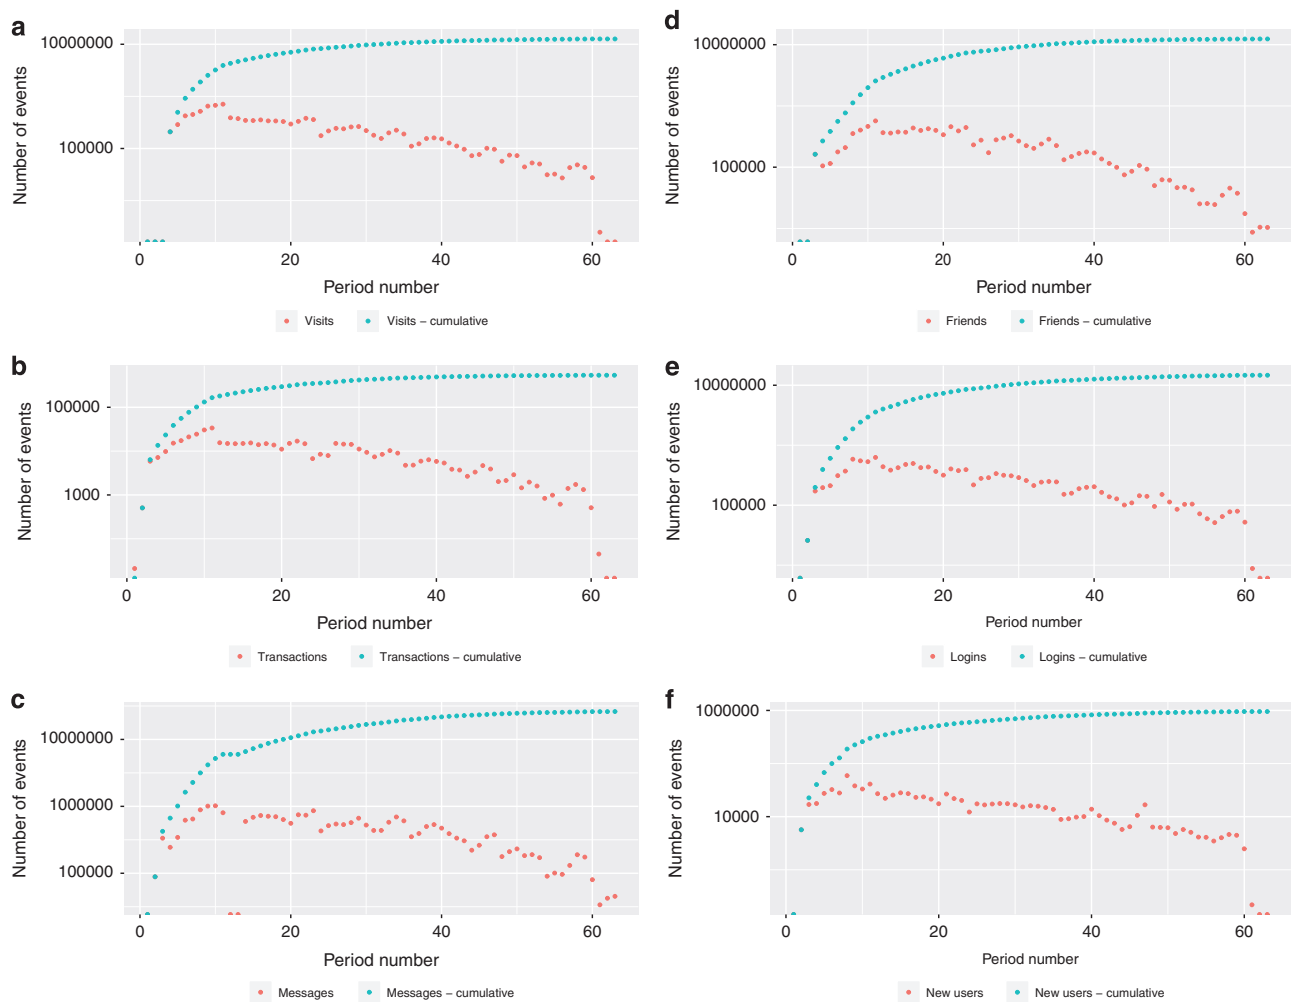 a
Number of events
10000000
100000
0 20 40 60
Period number
Visits Visits – cumulative
d
Number of events
10000000
100000
0 20 40 60
Period number
Friends Friends – cumulative
b
Number of events
100000
1000
0 20 40 60
Period number
Transactions Transactions – cumulative
e
Number of events
10000000
100000
0 20 40 60
Period number
Logins Logins – cumulative
c
Number of events
10000000
1000000
100000
0 20 40 60
Period number
Messages Messages – cumulative
f
Number of events
1000000
10000
0 20 40 60
Period number
New users New users – cumulative